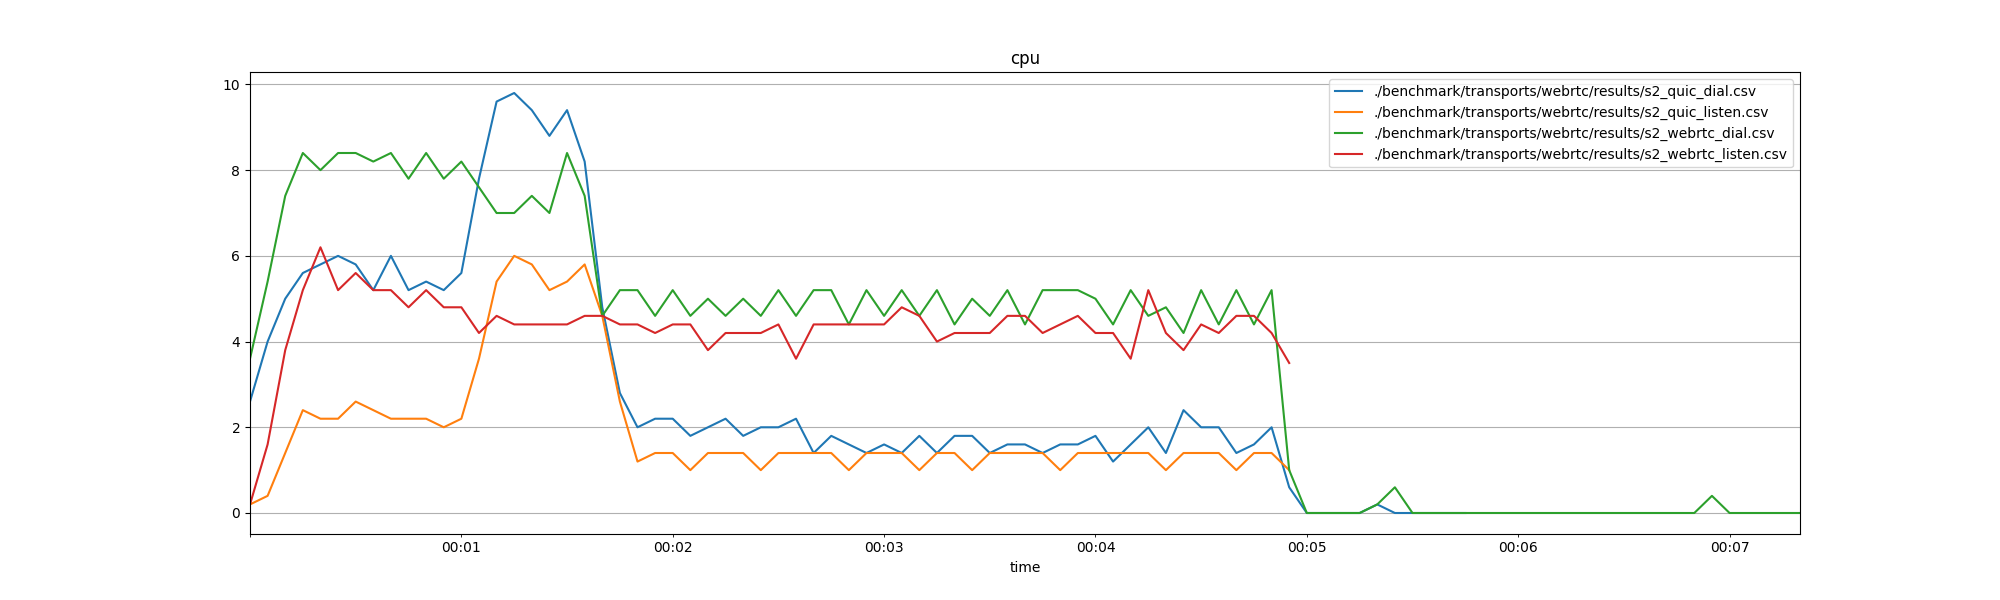 cpu
10
8
6
4
2
0
./benchmark/transports/webrtc/results/s2_quic_dial.csv
./benchmark/transports/webrtc/results/s2_quic_listen.csv
./benchmark/transports/webrtc/results/s2_webrtc_dial.csv
./benchmark/transports/webrtc/results/s2_webrtc_listen.csv
00:01 00:02 00:03 00:04 00:05 00:06 00:07
time